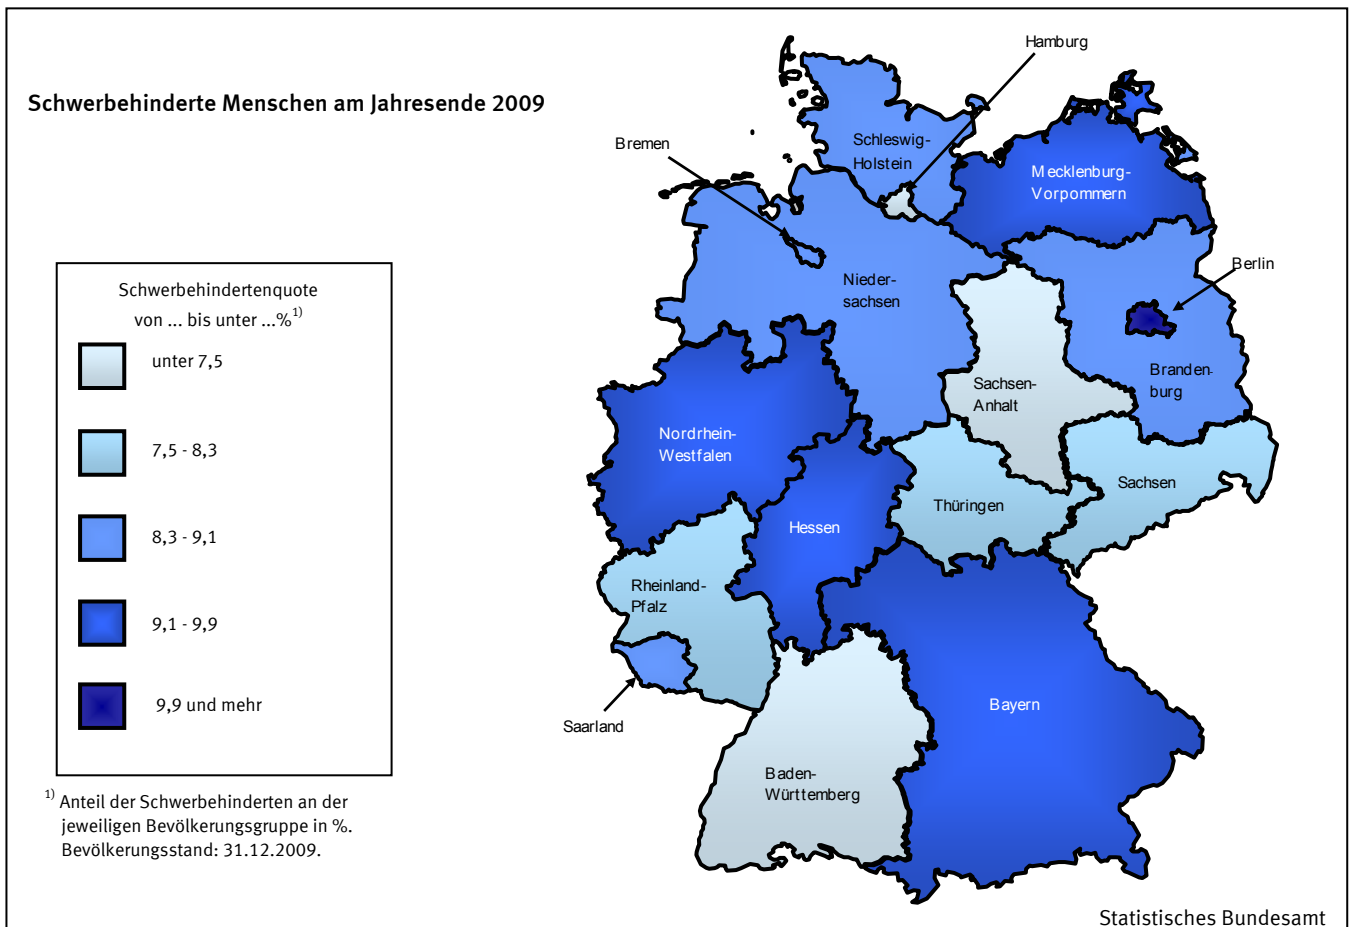 Schwerbehinderte Menschen am Jahresende 2009
Hamburg
Bremen
Schleswig-
Holstein
Mecklenburg-
Vorpommern
Berlin
Nieder-
sachsen
Branden-
burg
Sachsen-
Anhalt
Nordrhein-
Westfalen
Sachsen
Thüringen
Hessen
Rheinland-
Pfalz
Saarland
Bayern
Baden-
Württemberg
Schwerbehindertenquote
von ... bis unter ...%1)
unter 7,5
7,5 - 8,3
8,3 - 9,1
9,1 - 9,9
9,9 und mehr
1) Anteil der Schwerbehinderten an der
jeweiligen Bevölkerungsgruppe in %.
Bevölkerungsstand: 31.12.2009.
Statistisches Bundesamt